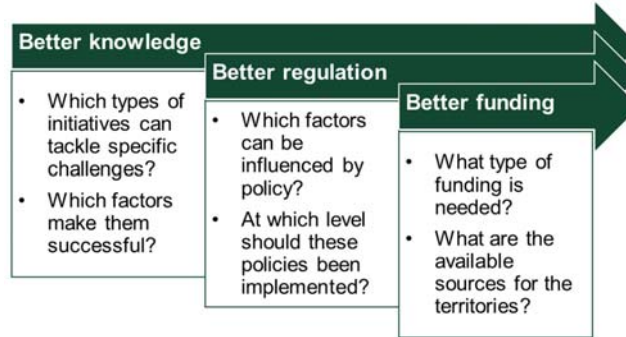 Better knowledge
• Which types of
initiatives can
tackle specific
challenges?
• Which factors
make them
successful?
Better regulation
• Which factors
can be
influenced by
policy?
• At which level
should these
policies been
implemented?
Better funding
• What type of
funding is
needed?
• What are the
available
sources for the
territories?